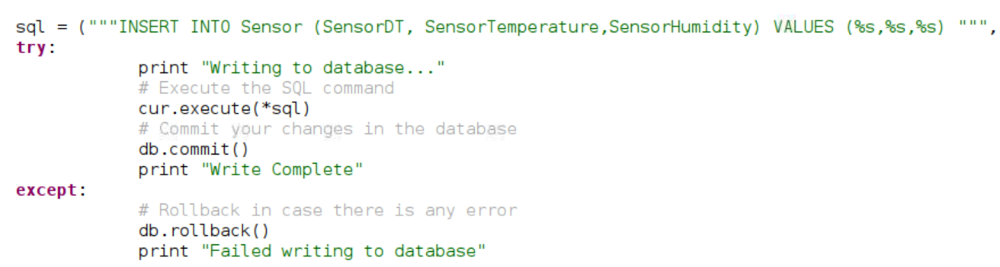 sql = ("""INSERT INTO Sensor (SensorDT, SensorTemperature,SensorHumidity) VALUES (%s,%s,%s) """,
try:
print "Writing to database..."
# Execute the SQL command
cur.execute(*sql)
# Commit your changes in the database
db.commit()
print "Write Complete"
except:
# Rollback in case there is any error
db.rollback()
print "Failed writing to database"